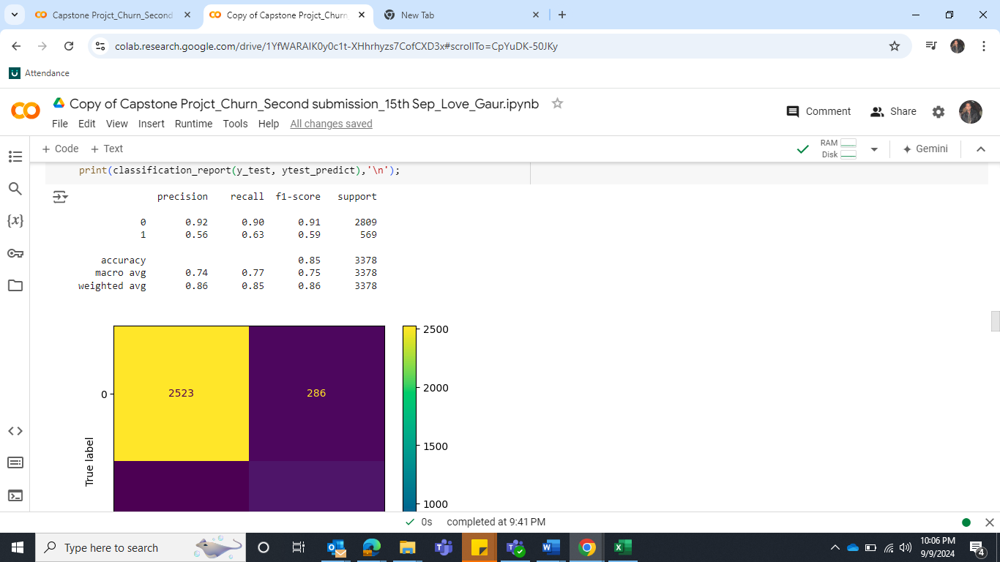 Capstone Projct_Churn_Second
Copy of Capstone Projct_Churn
New Tab
colab.research.google.com/drive/1YfWARAIK0y0c1t-XHhrhyzs7CofCXD3x#scrollTo=CpYuDK-50JKy
Attendance
Copy of Capstone Projct_Churn_Second submission_15th Sep_Love_Gaur.ipynb
Comment Share
File Edit View Insert Runtime Tools Help All changes saved
+ Code + Text
RAM
Disk
Gemini
print(classification_report(y_test, ytest_predict),'\n');
precision recall f1-score support
0 0.92 0.90 0.91 2809
1 0.56 0.63 0.59 569
accuracy 0.85 3378
macro avg 0.74 0.77 0.75 3378
weighted avg 0.86 0.85 0.86 3378
2500
2000
1500
1000
0
2523 286
True label
0s completed at 9:41 PM
Type here to search
10:06 PM
9/9/2024
4